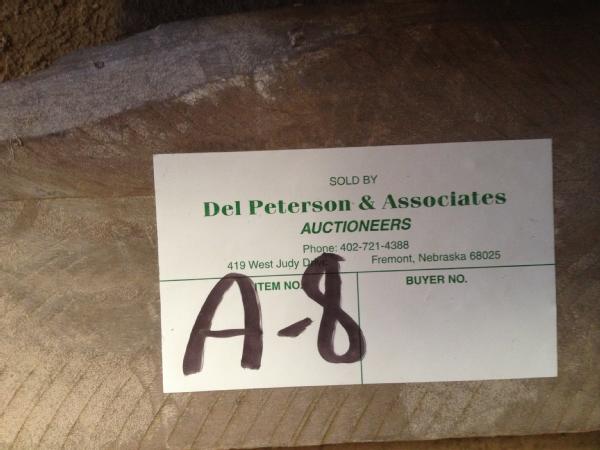 SOLD BY
Del Peterson & Associates
AUCTIONEERS
Phone: 402-721-4388
419 West Judy Drive Fremont, Nebraska 68025
ITEM NO. BUYER NO.
A-8